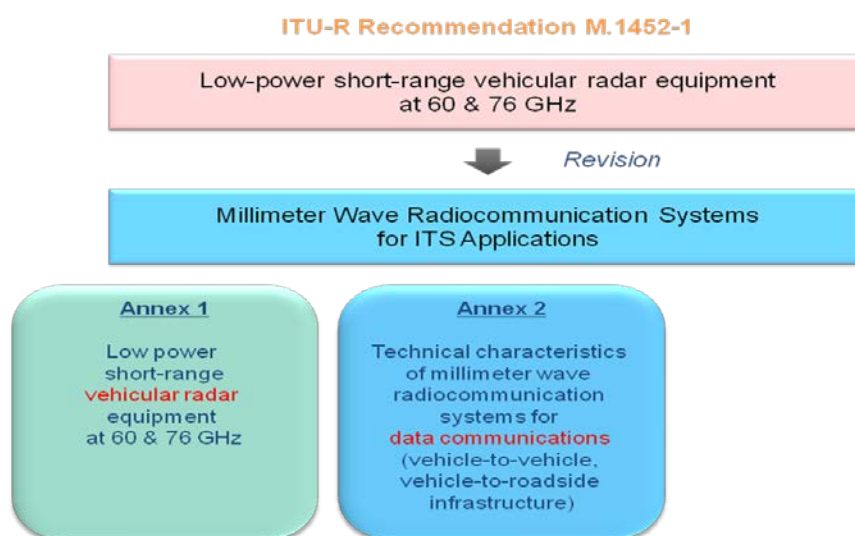 ITU-R Recommendation M.1452-1
Low-power short-range vehicular radar equipment
at 60 & 76 GHz
Revision
Millimeter Wave Radiocommunication Systems
for ITS Applications
Annex 1
Low power
short-range
vehicular radar
equipment
at 60 & 76 GHz
Annex 2
Technical characteristics
of millimeter wave
radiocommunication
systems for
data communications
(vehicle-to-vehicle,
vehicle-to-roadside
infrastructure)